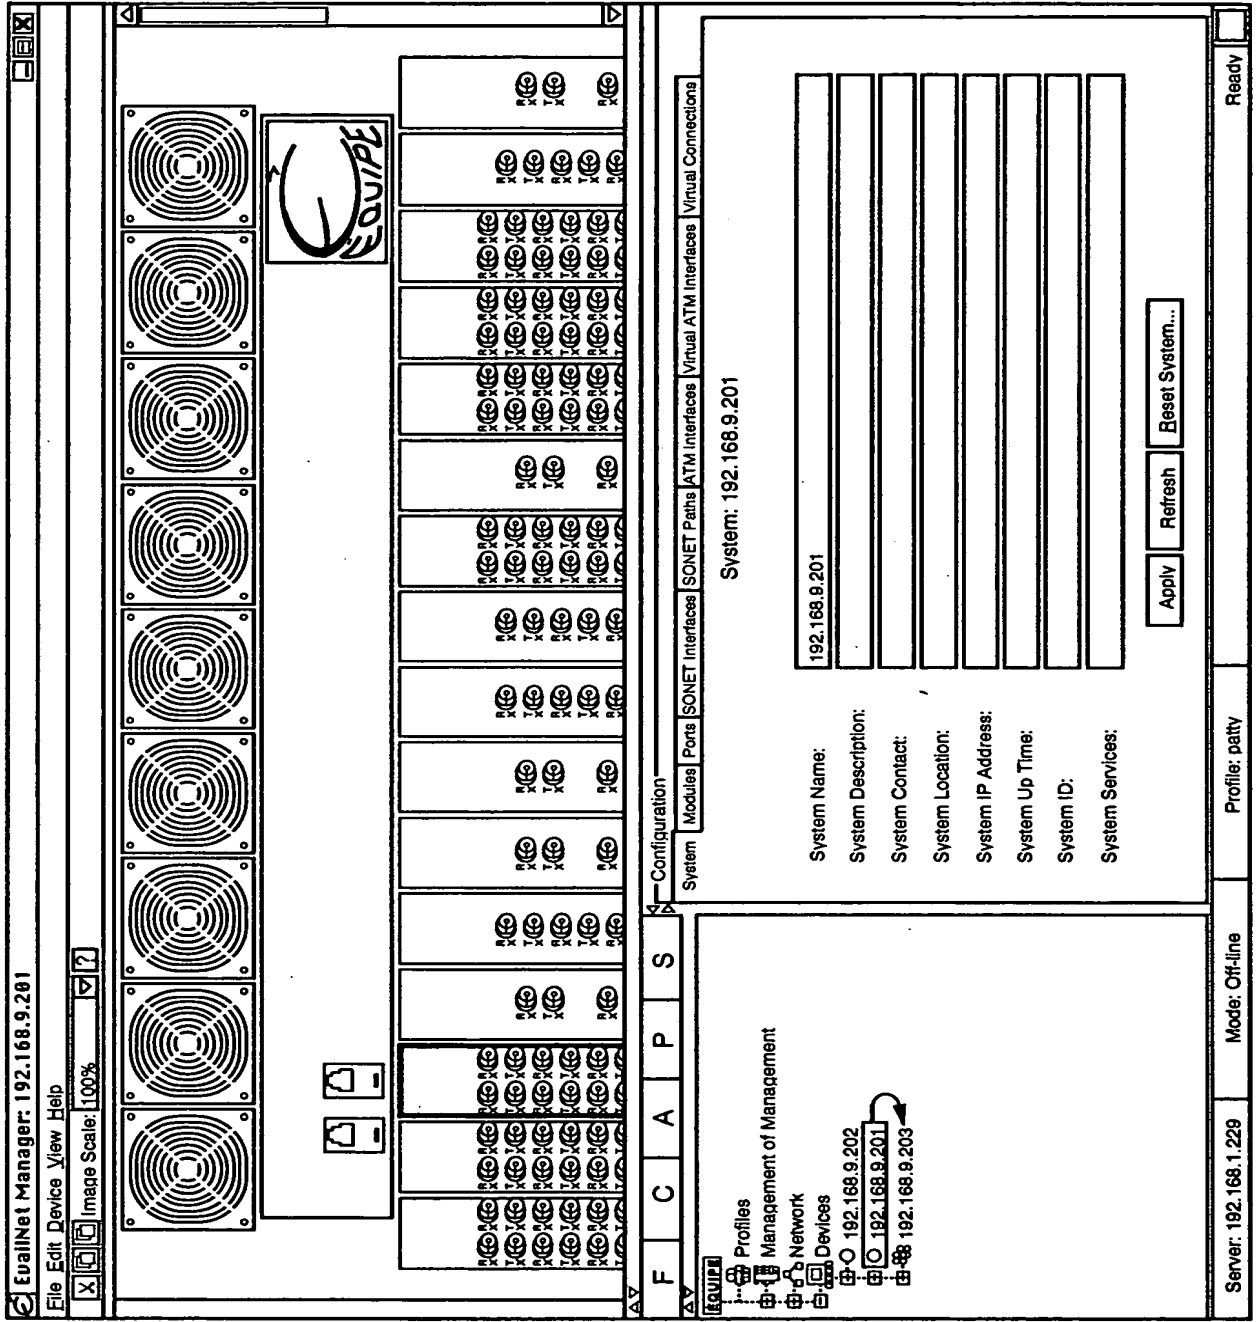 EvaliNet Manager: 192.168.9.201
File Edit Device View Help
X Image Scale: 100% ?
EQUIPE
F C A P S
EQUIPE
Profiles
Management of Management
Network
Devices
192.168.9.202
192.168.9.201
192.168.9.203
Configuration
System Modules Ports SONET Interfaces SONET Paths ATM Interfaces Virtual ATM Interfaces Virtual Connections
System: 192.168.9.201
System Name: 192.168.9.201
System Description:
System Contact:
System Location:
System IP Address:
System Up Time:
System ID:
System Services:
Apply Refresh Reset System...
Server: 192.168.1.229 Mode: Off-line Profile: patty Ready